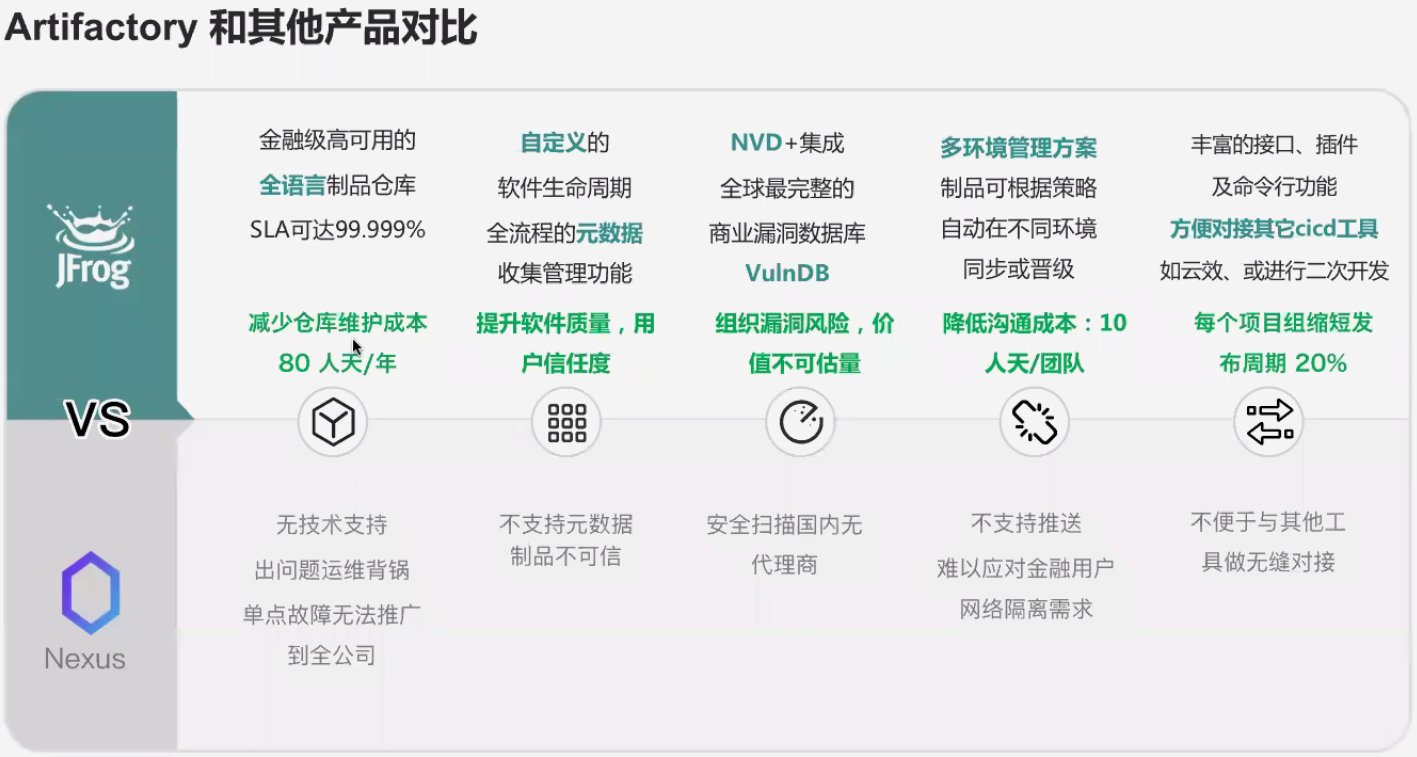 Artifactory 和其他产品对比
JFrog
VS
Nexus
金融级高可用的
全语言制品仓库
SLA可达99.999%
减少仓库维护成本
80 人天/年
自定义的
软件生命周期
全流程的元数据
收集管理功能
提升软件质量，用
户信任度
NVD+集成
全球最完整的
商业漏洞数据库
VulnDB
组织漏洞风险，价
值不可估量
多环境管理方案
制品可根据策略
自动在不同环境
同步或晋级
降低沟通成本：10
人天/团队
丰富的接口、插件
及命令行功能
方便对接其它cicd工具
如云效、或进行二次开发
每个项目组缩短发
布周期 20%
无技术支持
出问题运维背锅
单点故障无法推广
到全公司
不支持元数据
制品不可信
安全扫描国内无
代理商
不支持推送
难以应对金融用户
网络隔离需求
不便于与其他工
具做无缝对接